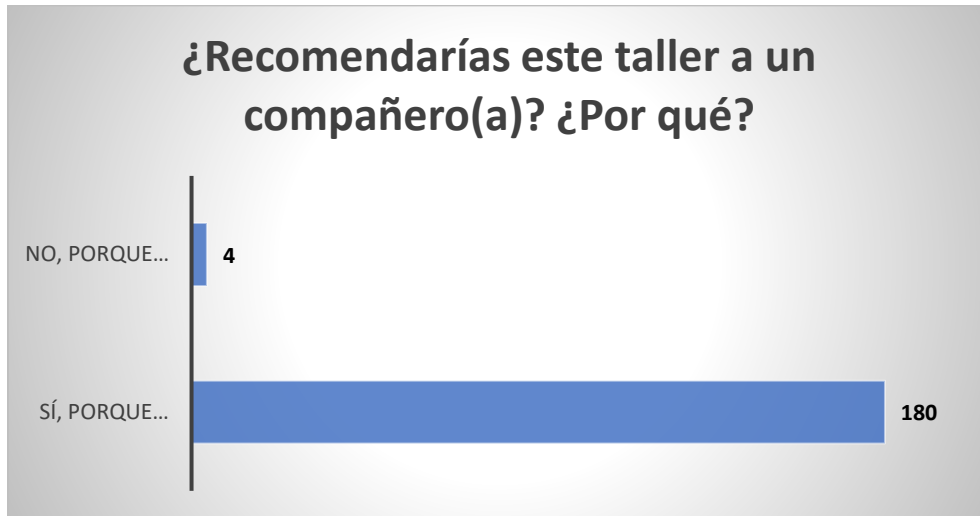 ¿Recomendarías este taller a un
compañero(a)? ¿Por qué?
NO, PORQUE…
4
SÍ, PORQUE…
180